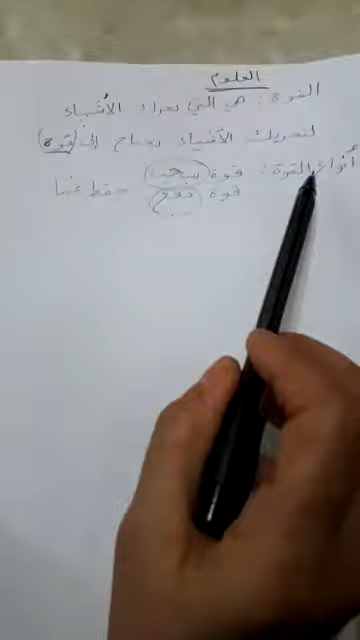 العلوم
القوة : هي التي تحرك الأشياء
لتحريك الأشياء نحتاج إلى (قوة)
أنواع القوة : قوة سحب
قوة دفع